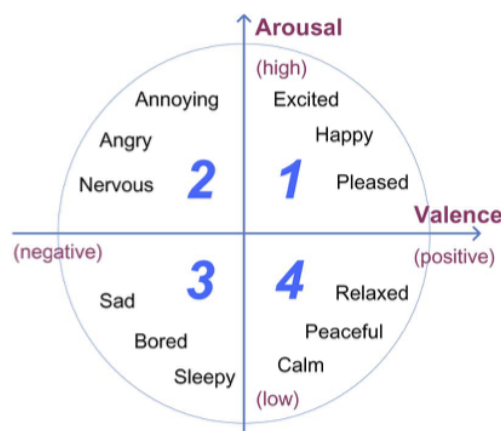 Arousal
(high)
Annoying
Excited
Angry
Happy
Nervous
2
1
Pleased
Valence
(negative)
(positive)
3
4
Sad
Relaxed
Bored
Peaceful
Sleepy
Calm
(low)